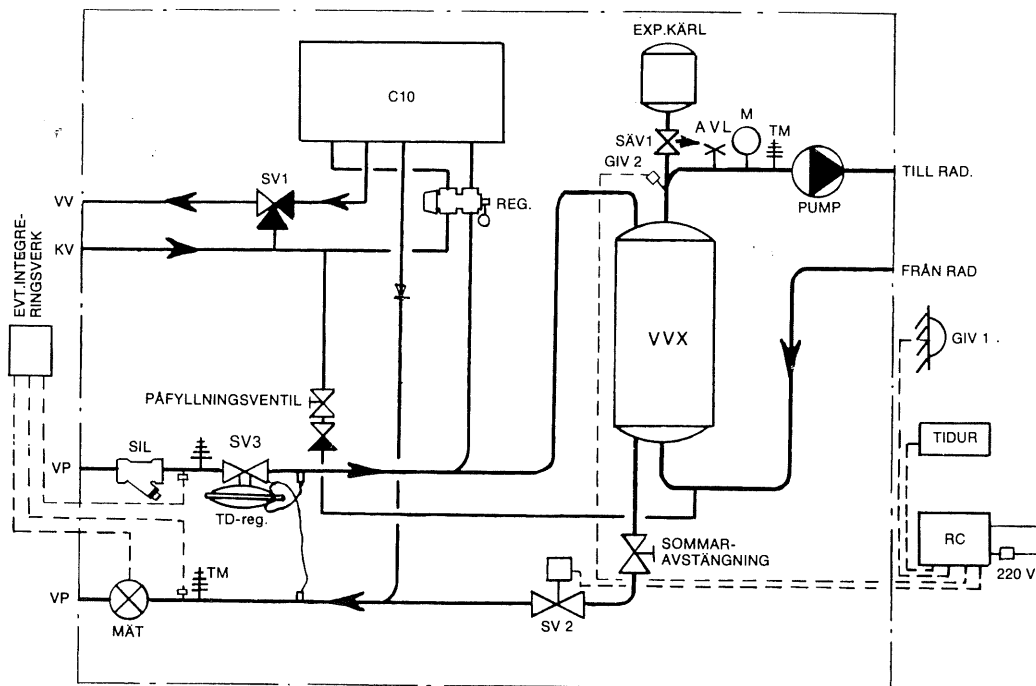 EXP.KÄRL
C10
M
A V L
TM
SÄV1
GIV 2
SV1
REG.
TILL RAD.
PUMP
VV
KV
EVT.INTEGRE-
RINGSVERK
FRÅN RAD
VVX
GIV 1.
PÅFYLLNINGSVENTIL
TIDUR
SIL
SV3
VP
TD-reg.
RC
SOMMAR-
AVSTÄNGNING
220 V
TM
VP
MÄT
SV 2